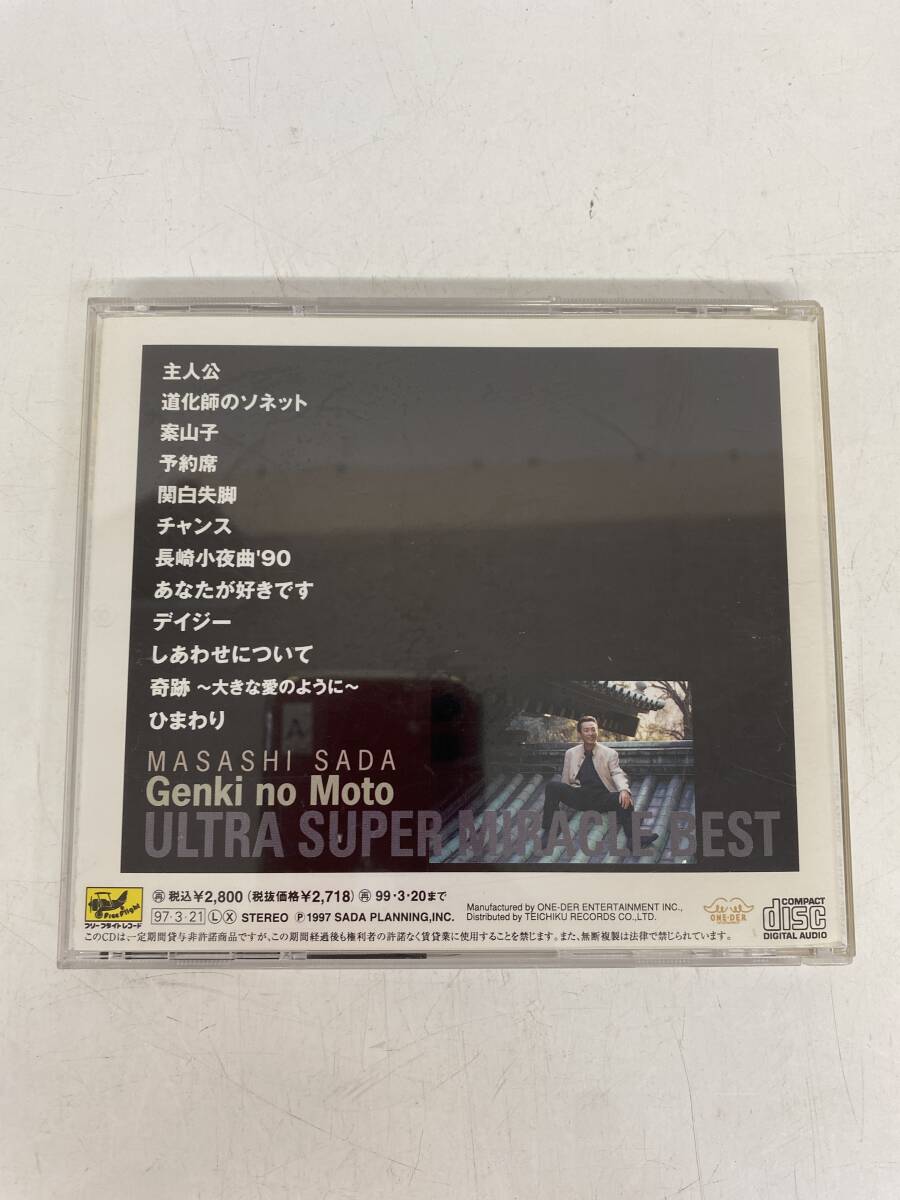 主人公
道化師のソネット
案山子
予約席
関白失脚
チャンス
長崎小夜曲'90
あなたが好きです
デイジー
しあわせについて
奇跡 ～大きな愛のように～
ひまわり
MASASHI SADA
Genki no Moto
ULTRA SUPER MIRACLE BEST
Free Flight
フリーフライトレコード
再 税込¥2,800 (税抜価格¥2,718) 再 99・3・20まで
97・3・21 L X STEREO Ⓟ1997 SADA PLANNING,INC.
Manufactured by ONE-DER ENTERTAINMENT INC.,
Distributed by TEICHIKU RECORDS CO.,LTD.
ONE-DER
COMPACT
disc
DIGITAL AUDIO
このCDは、一定期間貸与非許諾商品ですが、この期間経過後も権利者の許諾なく賃貸業に使用することを禁じます。また、無断複製は法律で禁じられています。
A